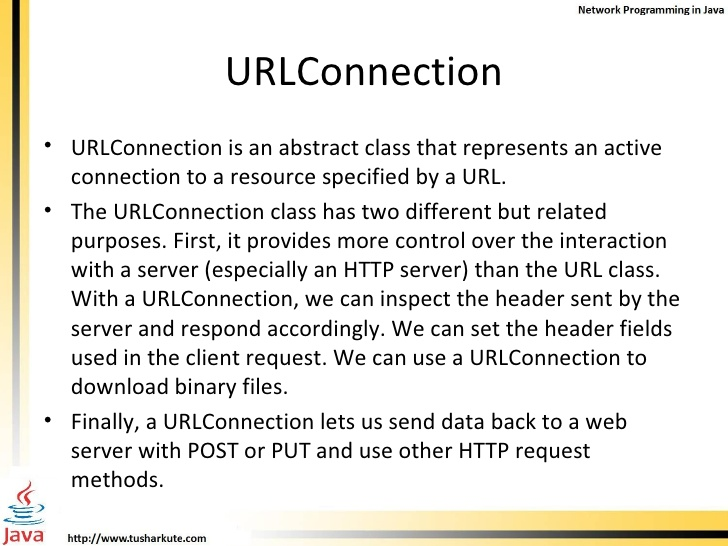 Network Programming in Java
URLConnection
• URLConnection is an abstract class that represents an active
connection to a resource specified by a URL.
• The URLConnection class has two different but related
purposes. First, it provides more control over the interaction
with a server (especially an HTTP server) than the URL class.
With a URLConnection, we can inspect the header sent by the
server and respond accordingly. We can set the header fields
used in the client request. We can use a URLConnection to
download binary files.
• Finally, a URLConnection lets us send data back to a web
server with POST or PUT and use other HTTP request
methods.
Java
http://www.tusharkute.com